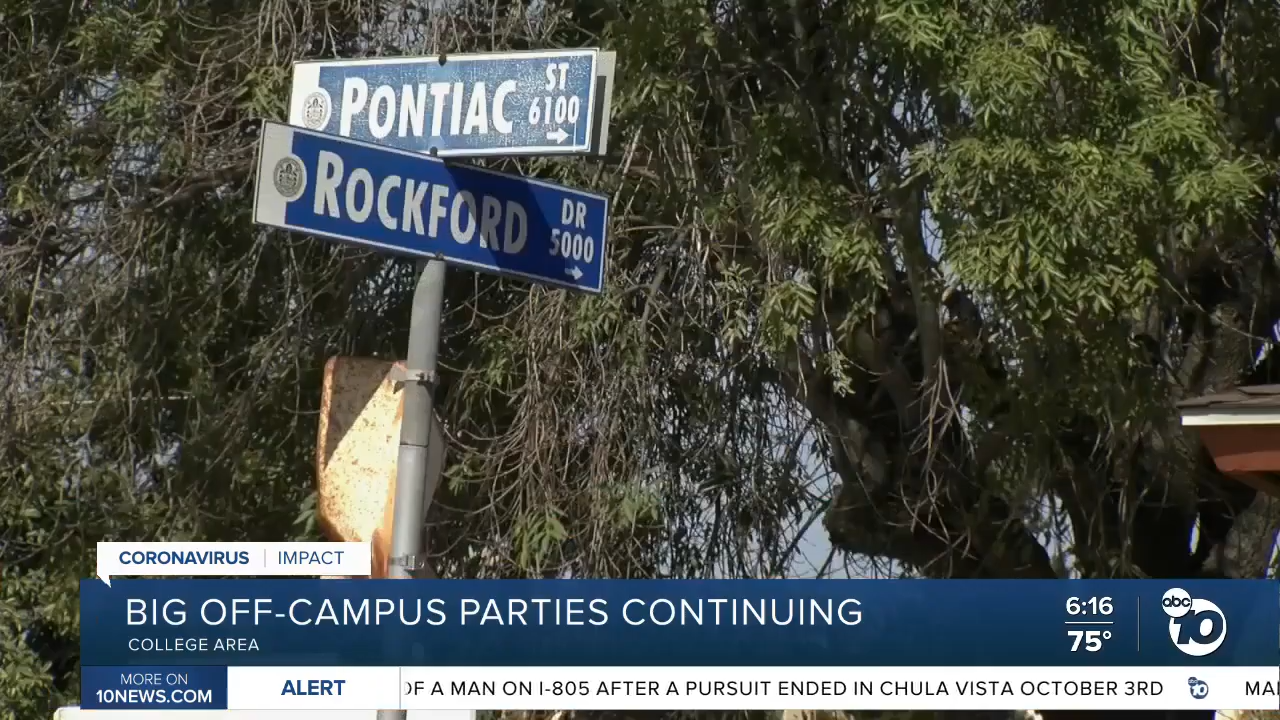 PONTIAC ST 6100
ROCKFORD DR 5000
CORONAVIRUS | IMPACT
BIG OFF-CAMPUS PARTIES CONTINUING
COLLEGE AREA
6:16
75°
abc 10
MORE ON
10NEWS.COM
ALERT
OF A MAN ON I-805 AFTER A PURSUIT ENDED IN CHULA VISTA OCTOBER 3RD